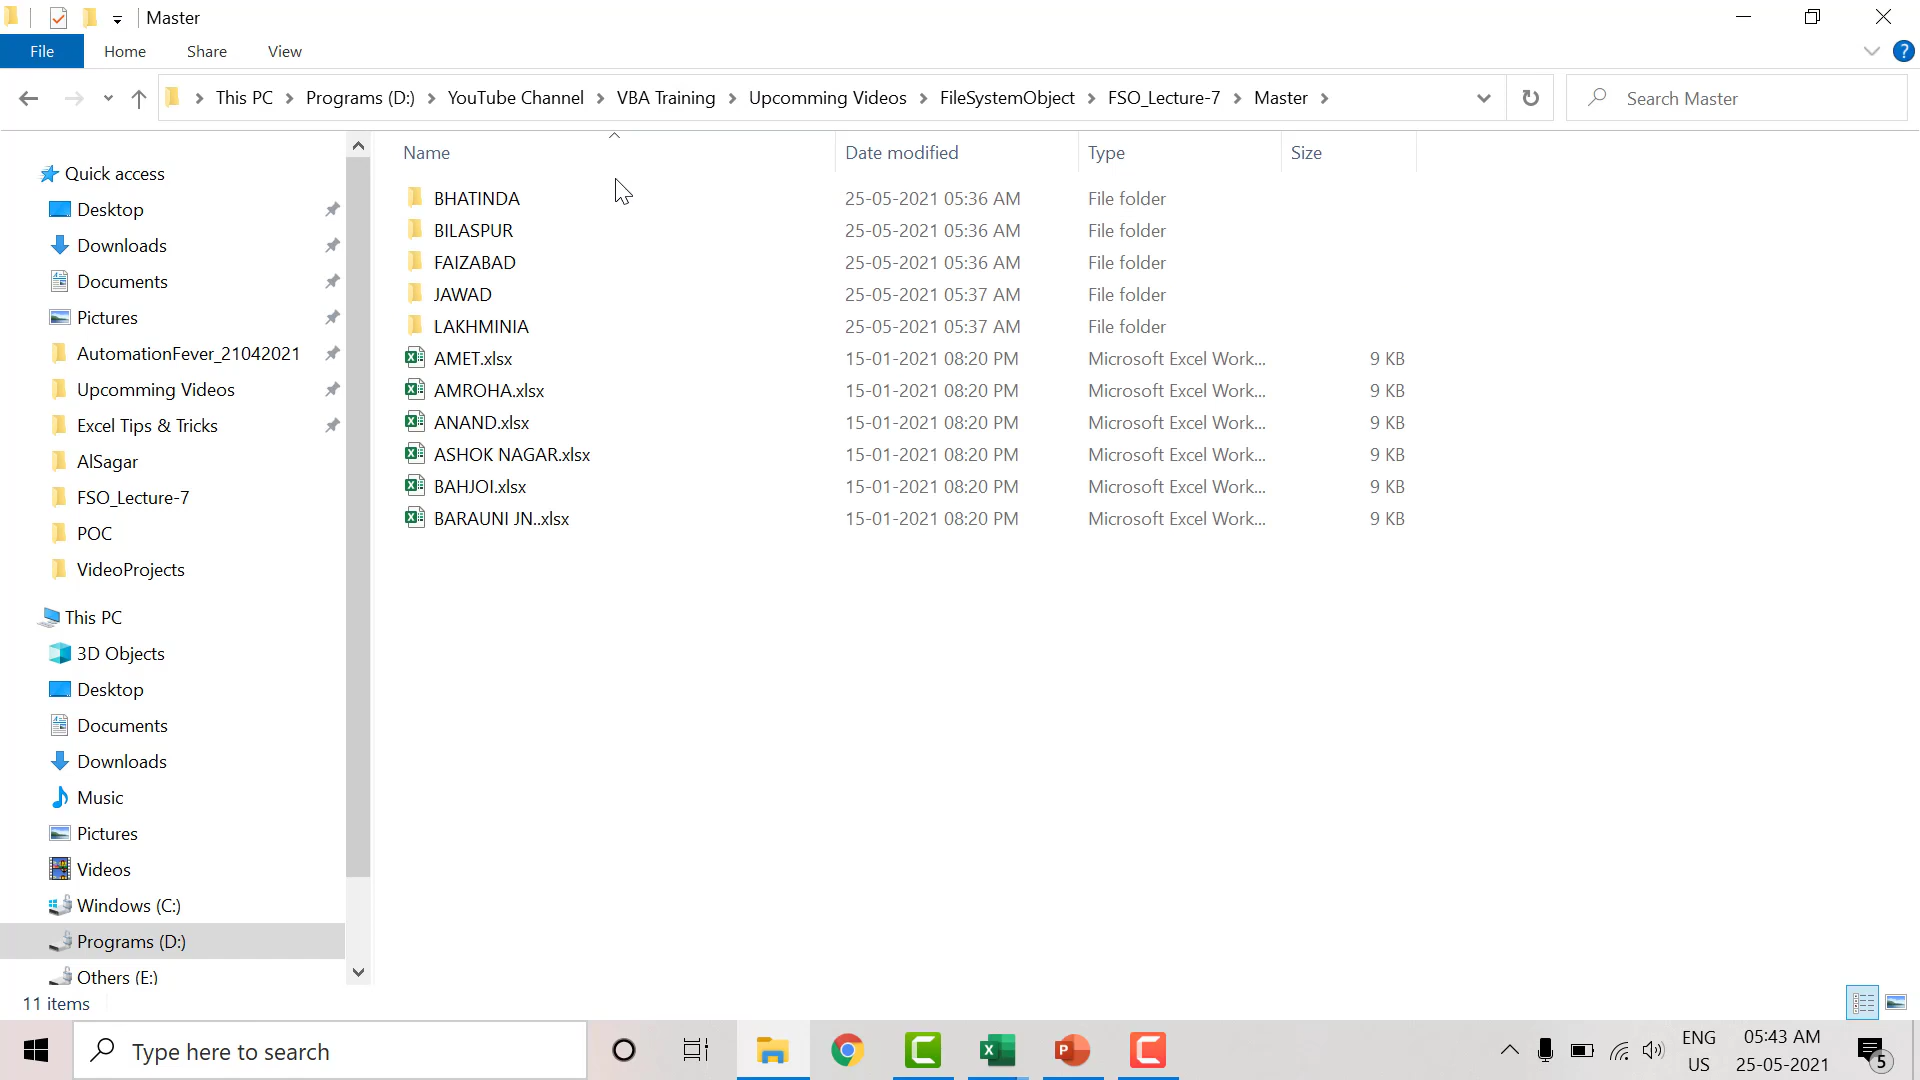 Master
File Home Share View
This PC Programs (D:) YouTube Channel VBA Training Upcomming Videos FileSystemObject FSO_Lecture-7 Master
Search Master
Name Date modified Type Size
Quick access
Desktop
Downloads
Documents
Pictures
AutomationFever_21042021
Upcomming Videos
Excel Tips & Tricks
AlSagar
FSO_Lecture-7
POC
VideoProjects
This PC
3D Objects
Desktop
Documents
Downloads
Music
Pictures
Videos
Windows (C:)
Programs (D:)
Others (E:)
BHATINDA 25-05-2021 05:36 AM File folder
BILASPUR 25-05-2021 05:36 AM File folder
FAIZABAD 25-05-2021 05:36 AM File folder
JAWAD 25-05-2021 05:37 AM File folder
LAKHMINIA 25-05-2021 05:37 AM File folder
AMET.xlsx 15-01-2021 08:20 PM Microsoft Excel Work... 9 KB
AMROHA.xlsx 15-01-2021 08:20 PM Microsoft Excel Work... 9 KB
ANAND.xlsx 15-01-2021 08:20 PM Microsoft Excel Work... 9 KB
ASHOK NAGAR.xlsx 15-01-2021 08:20 PM Microsoft Excel Work... 9 KB
BAHJOI.xlsx 15-01-2021 08:20 PM Microsoft Excel Work... 9 KB
BARAUNI JN..xlsx 15-01-2021 08:20 PM Microsoft Excel Work... 9 KB
11 items
Type here to search
ENG 05:43 AM
US 25-05-2021
5